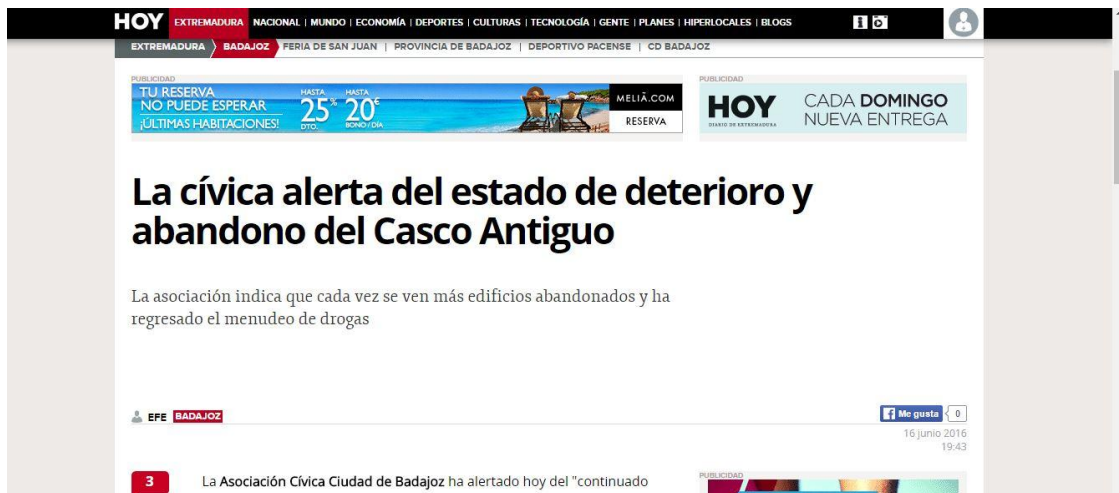 HOY EXTREMADURA NACIONAL | MUNDO | ECONOMÍA | DEPORTES | CULTURAS | TECNOLOGÍA | GENTE | PLANES | HIPERLOCALES | BLOGS
EXTREMADURA BADAJOZ FERIA DE SAN JUAN | PROVINCIA DE BADAJOZ | DEPORTIVO PACENSE | CD BADAJOZ
PUBLICIDAD
TU RESERVA
NO PUEDE ESPERAR
¡ÚLTIMAS HABITACIONES!
HASTA
25%
DTO.
HASTA
20€
BONO/DÍA
MELIÃ.COM
RESERVA
PUBLICIDAD
HOY
DIARIO DE EXTREMADURA
CADA DOMINGO
NUEVA ENTREGA
La cívica alerta del estado de deterioro y
abandono del Casco Antiguo
La asociación indica que cada vez se ven más edificios abandonados y ha
regresado el menudeo de drogas
EFE BADAJOZ
Me gusta 0
16 junio 2016
19:43
3
La Asociación Cívica Ciudad de Badajoz ha alertado hoy del "continuado
PUBLICIDAD